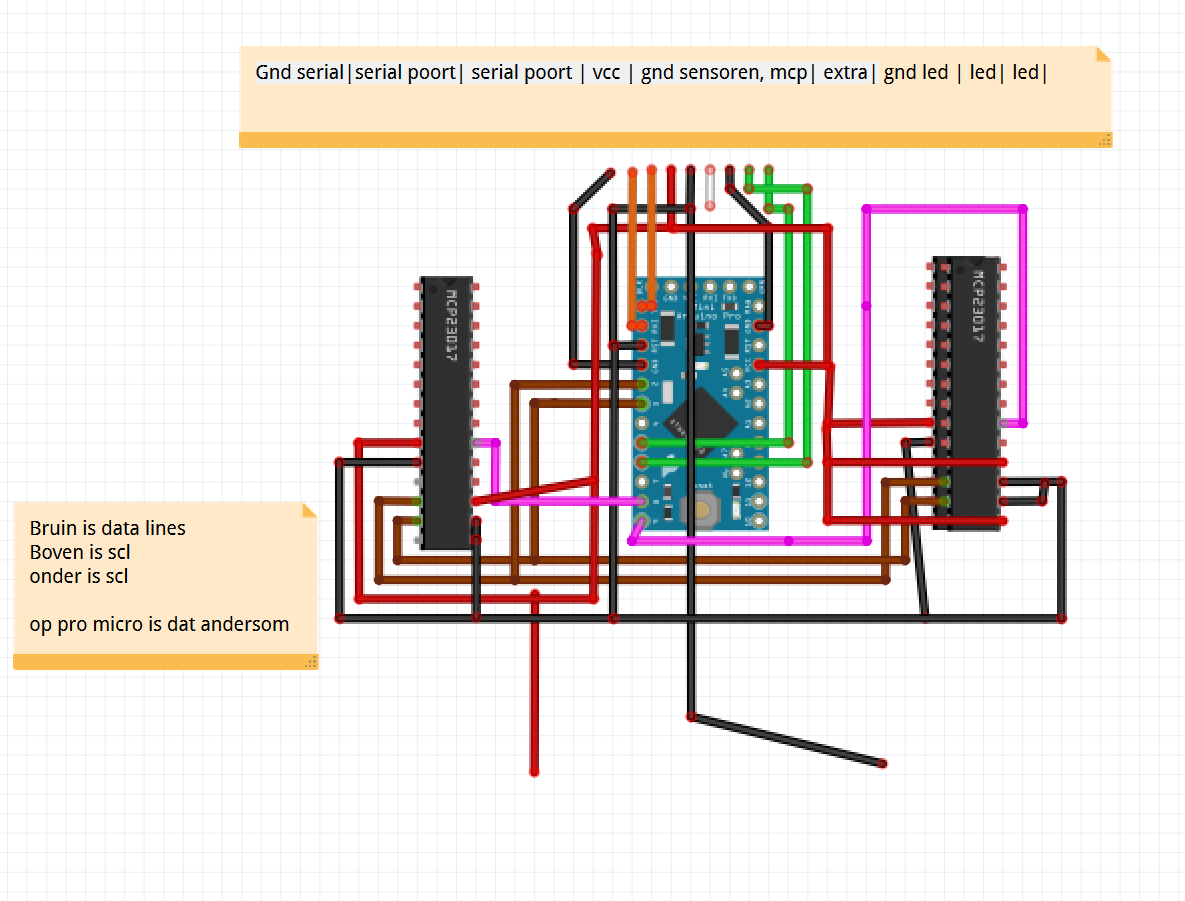 Gnd serial|serial poort| serial poort | vcc | gnd sensoren, mcp| extra| gnd led | led| led|
MCP23017
Mini
Arduino Pro
MCP23017
Bruin is data lines
Boven is scl
onder is scl
op pro micro is dat andersom